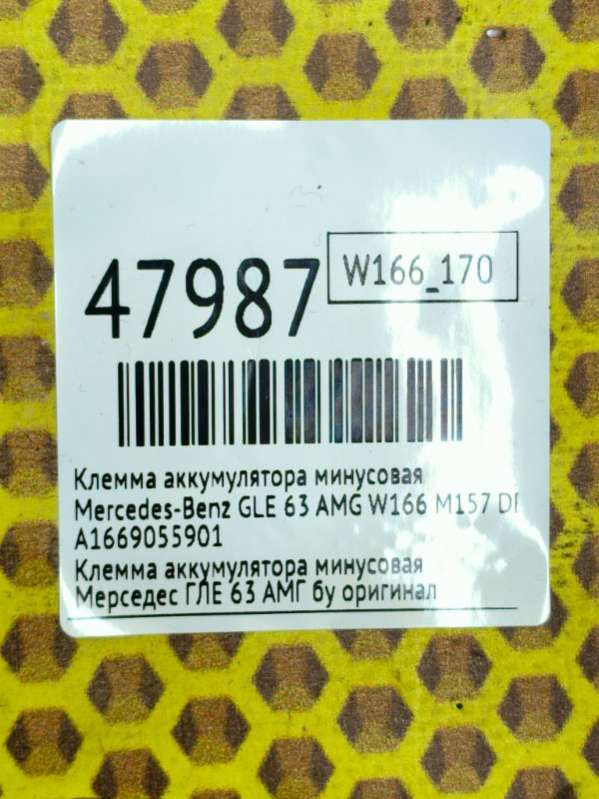 47987
W166_170
Клемма аккумулятора минусовая
Mercedes-Benz GLE 63 AMG W166 M157 DI
A1669055901
Клемма аккумулятора минусовая
Мерседес ГЛЕ 63 АМГ бу оригинал